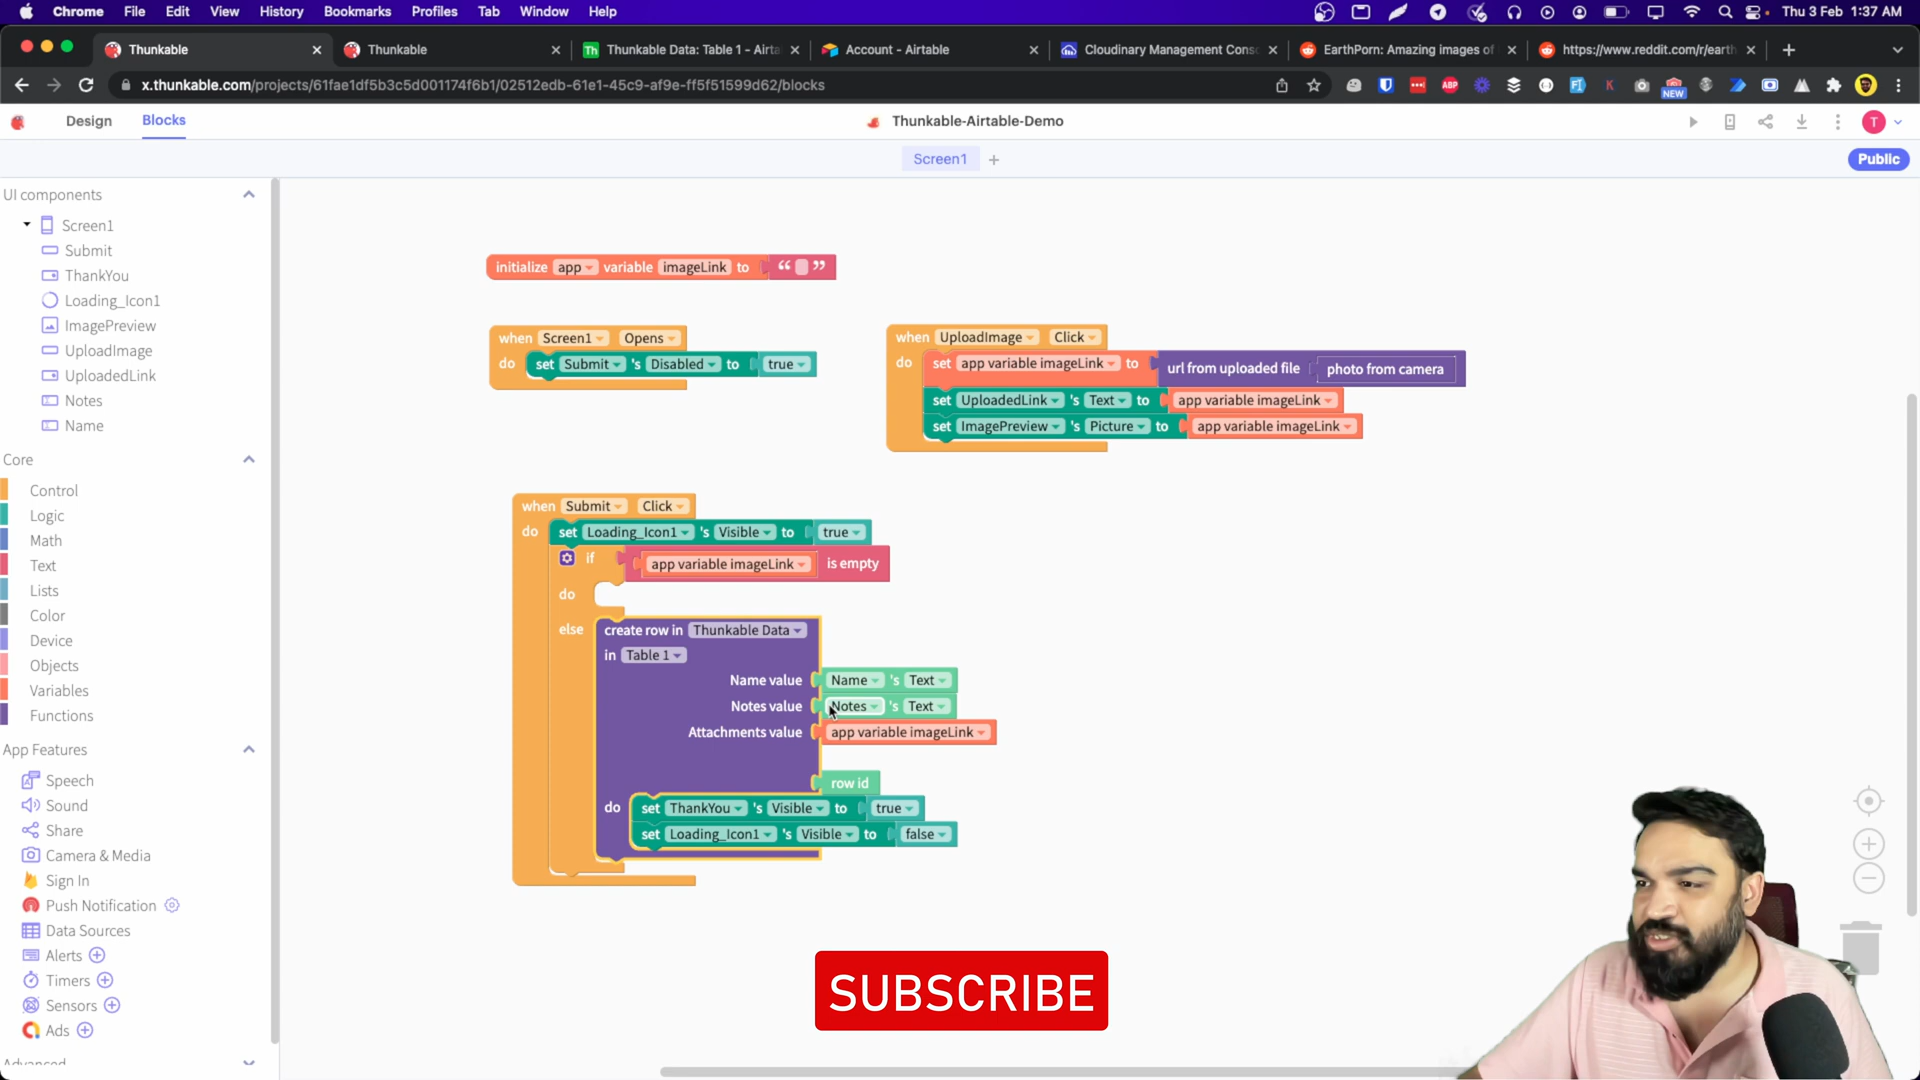 Chrome File Edit View History Bookmarks Profiles Tab Window Help
Thu 3 Feb 1:37 AM
Thunkable
Thunkable
Thunkable Data: Table 1 - Airta
Account - Airtable
Cloudinary Management Cons
EarthPorn: Amazing images of
https://www.reddit.com/r/earth
x.thunkable.com/projects/61fae1df5b3c5d001174f6b1/02512edb-61e1-45c9-af9e-ff5f51599d62/blocks
ABP
NEW
Design
Blocks
Thunkable-Airtable-Demo
T
Screen1
Public
UI components
Screen1
Submit
ThankYou
Loading_Icon1
ImagePreview
UploadImage
UploadedLink
Notes
Name
Core
Control
Logic
Math
Text
Lists
Color
Device
Objects
Variables
Functions
App Features
Speech
Sound
Share
Camera & Media
Sign In
Push Notification
Data Sources
Alerts
Timers
Sensors
Ads
Advanced
initialize app variable imageLink to “ ”
when Screen1 Opens
do set Submit 's Disabled to true
when UploadImage Click
do set app variable imageLink to url from uploaded file photo from camera
set UploadedLink 's Text to app variable imageLink
set ImagePreview 's Picture to app variable imageLink
when Submit Click
do set Loading_Icon1 's Visible to true
if app variable imageLink is empty
do
else create row in Thunkable Data
in Table 1
Name value Name 's Text
Notes value Notes 's Text
Attachments value app variable imageLink
row id
do set ThankYou 's Visible to true
set Loading_Icon1 's Visible to false
SUBSCRIBE